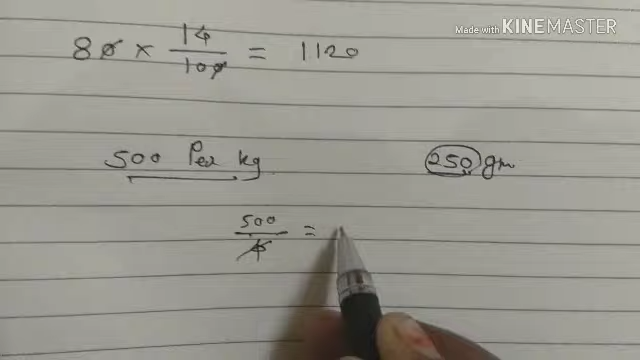 Made with KINEMASTER
80 × 14/100 = 1120
500 Per kg
250 gm
500/4 =